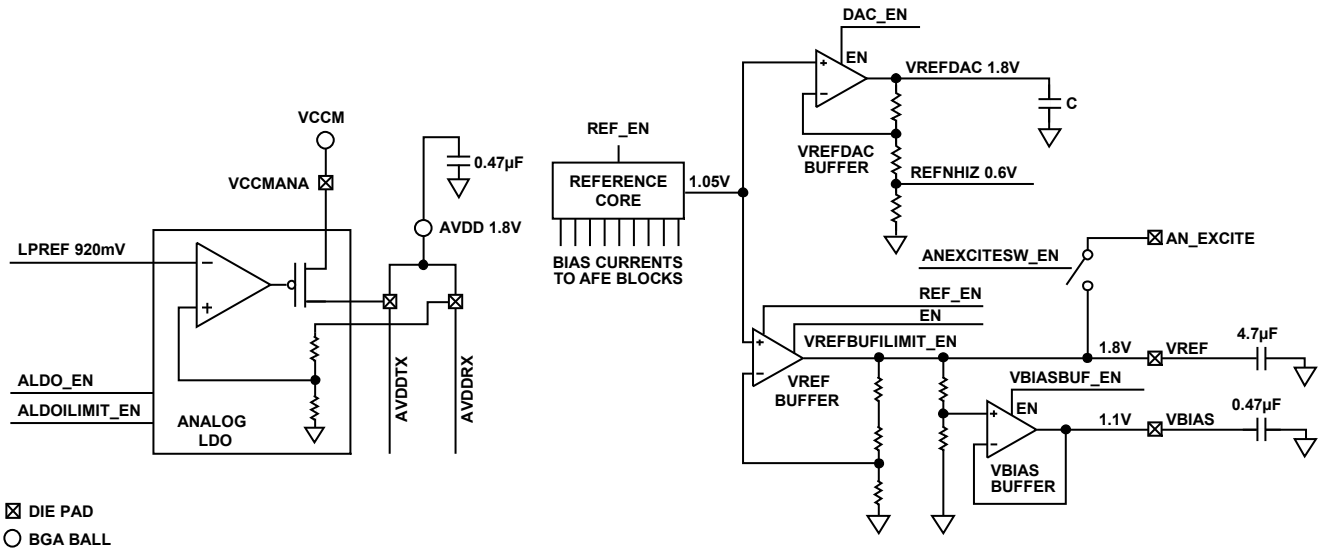 VCCM
VCCMANA
0.47µF
AVDD 1.8V
LPREF 920mV
+
−
ALDO_EN
ALDOILIMIT_EN
ANALOG
LDO
AVDDTX
AVDDRX
DIE PAD
BGA BALL
REF_EN
REFERENCE
CORE
1.05V
BIAS CURRENTS
TO AFE BLOCKS
DAC_EN
EN
+
−
VREFDAC 1.8V
C
VREFDAC
BUFFER
REFNHIZ 0.6V
AN_EXCITE
ANEXCITESW_EN
REF_EN
EN
VREFBUFILIMIT_EN
+
−
VREF
BUFFER
1.8V
VREF
4.7µF
VBIASBUF_EN
EN
+
−
1.1V
VBIAS
0.47µF
VBIAS
BUFFER